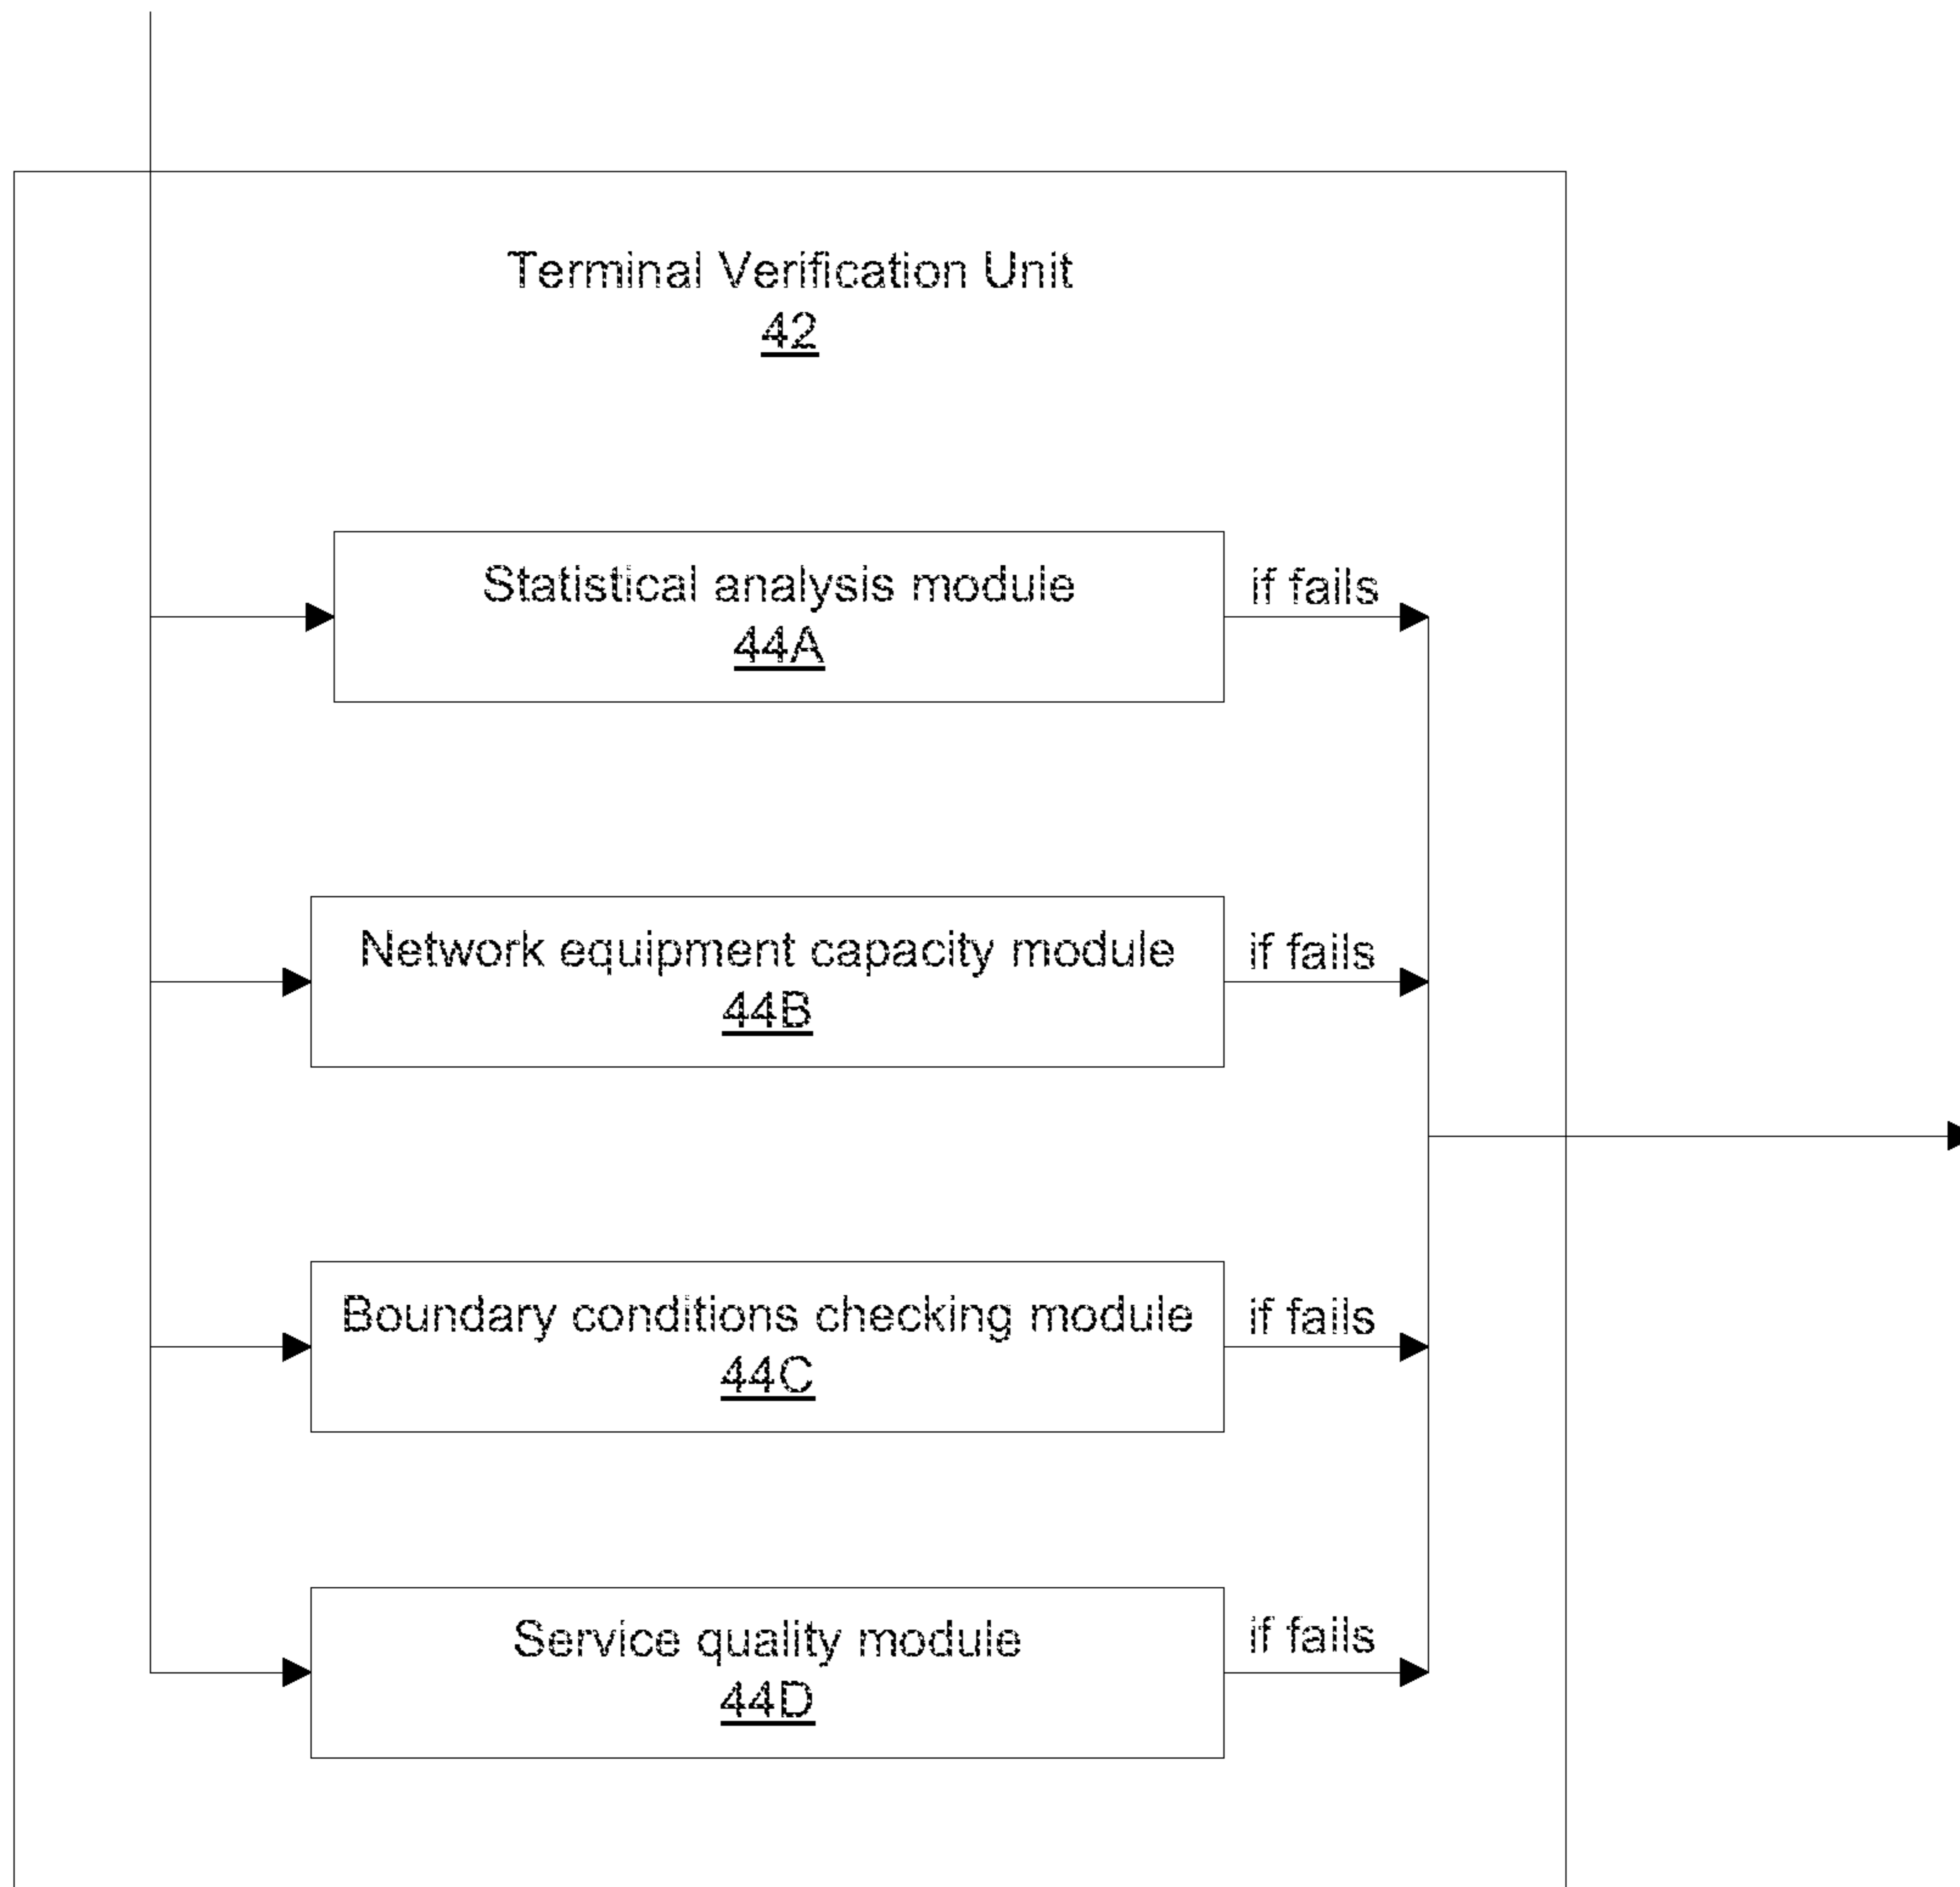 Terminal Verification Unit
42
Statistical analysis module
44A
if fails
Network equipment capacity module
44B
if fails
Boundary conditions checking module
44C
if fails
Service quality module
44D
if fails